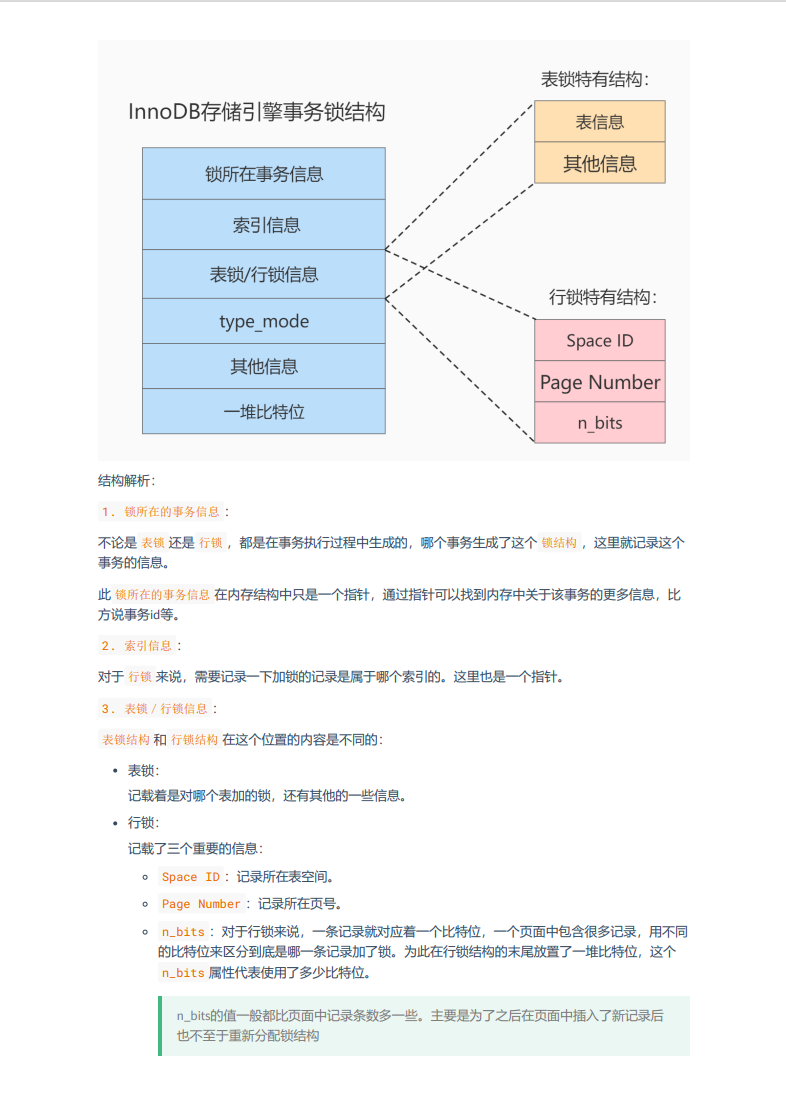 InnoDB存储引擎事务锁结构
锁所在事务信息
索引信息
表锁/行锁信息
type_mode
其他信息
一堆比特位
表锁特有结构：
表信息
其他信息
行锁特有结构：
Space ID
Page Number
n_bits
结构解析：
1. 锁所在的事务信息：
不论是 表锁 还是 行锁，都是在事务执行过程中生成的，哪个事务生成了这个 锁结构，这里就记录这个
事务的信息。
此 锁所在的事务信息 在内存结构中只是一个指针，通过指针可以找到内存中关于该事务的更多信息，比
方说事务id等。
2. 索引信息：
对于 行锁 来说，需要记录一下加锁的记录是属于哪个索引的。这里也是一个指针。
3. 表锁／行锁信息：
表锁结构 和 行锁结构 在这个位置的内容是不同的：
• 表锁：
记载着是对哪个表加的锁，还有其他的一些信息。
• 行锁：
记载了三个重要的信息：
◦ Space ID：记录所在表空间。
◦ Page Number：记录所在页号。
◦ n_bits：对于行锁来说，一条记录就对应着一个比特位，一个页面中包含很多记录，用不同
的比特位来区分到底是哪一条记录加了锁。为此在行锁结构的末尾放置了一堆比特位，这个
n_bits 属性代表使用了多少比特位。
n_bits的值一般都比页面中记录条数多一些。主要是为了之后在页面中插入了新记录后
也不至于重新分配锁结构